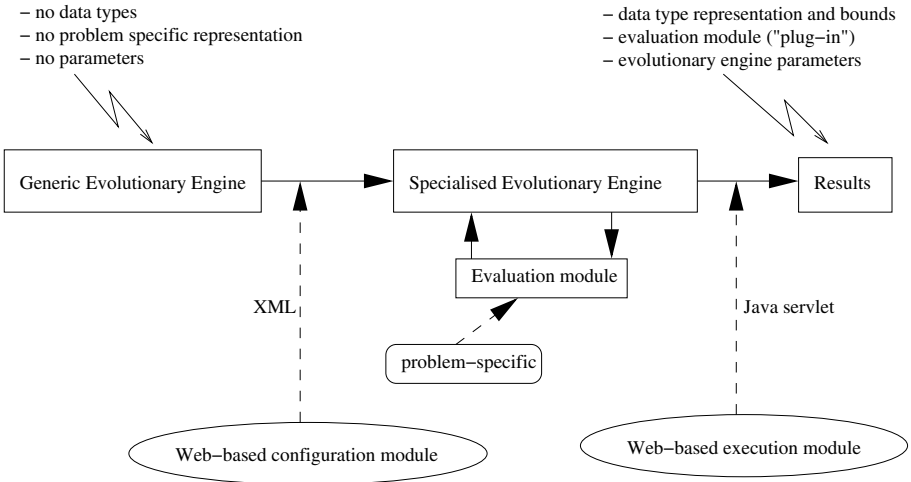 − no data types
− no problem specific representation
− no parameters
− data type representation and bounds
− evaluation module ("plug−in")
− evolutionary engine parameters
Generic Evolutionary Engine
Specialised Evolutionary Engine
Results
Evaluation module
XML
Java servlet
problem−specific
Web−based configuration module
Web−based execution module